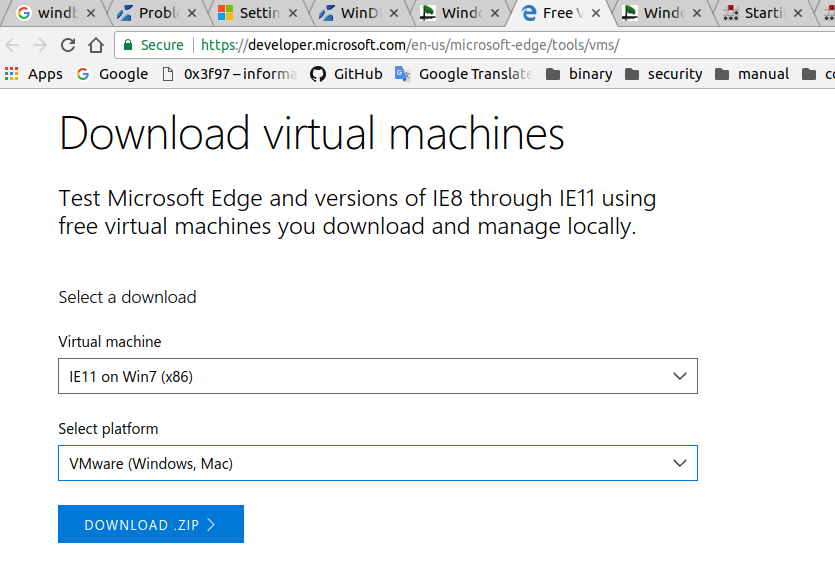 windb
Proble
Settin
WinDb
Windo
Free V
Windo
Startin
Secure https://developer.microsoft.com/en-us/microsoft-edge/tools/vms/
Apps Google 0x3f97 – informa GitHub Google Translate binary security manual
Download virtual machines
Test Microsoft Edge and versions of IE8 through IE11 using
free virtual machines you download and manage locally.
Select a download
Virtual machine
IE11 on Win7 (x86)
Select platform
VMware (Windows, Mac)
DOWNLOAD .ZIP